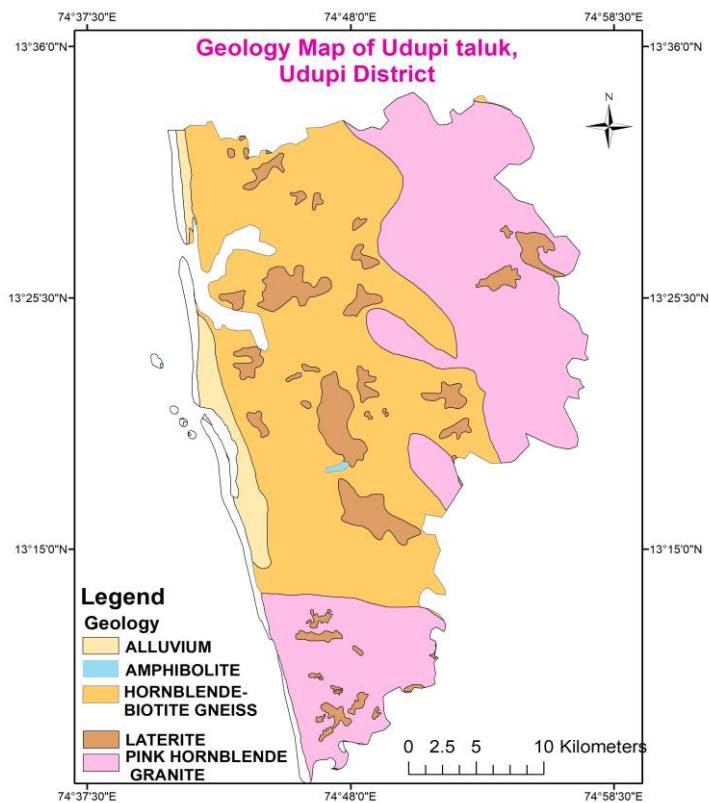 74°37'30"E
74°48'0"E
74°58'30"E
13°36'0"N
13°36'0"N
Geology Map of Udupi taluk,
Udupi District
N
13°25'30"N
13°25'30"N
13°15'0"N
13°15'0"N
Legend
Geology
ALLUVIUM
AMPHIBOLITE
HORNBLENDE-
BIOTITE GNEISS
LATERITE
PINK HORNBLENDE
GRANITE
0 2.5 5 10 Kilometers
74°37'30"E
74°48'0"E
74°58'30"E